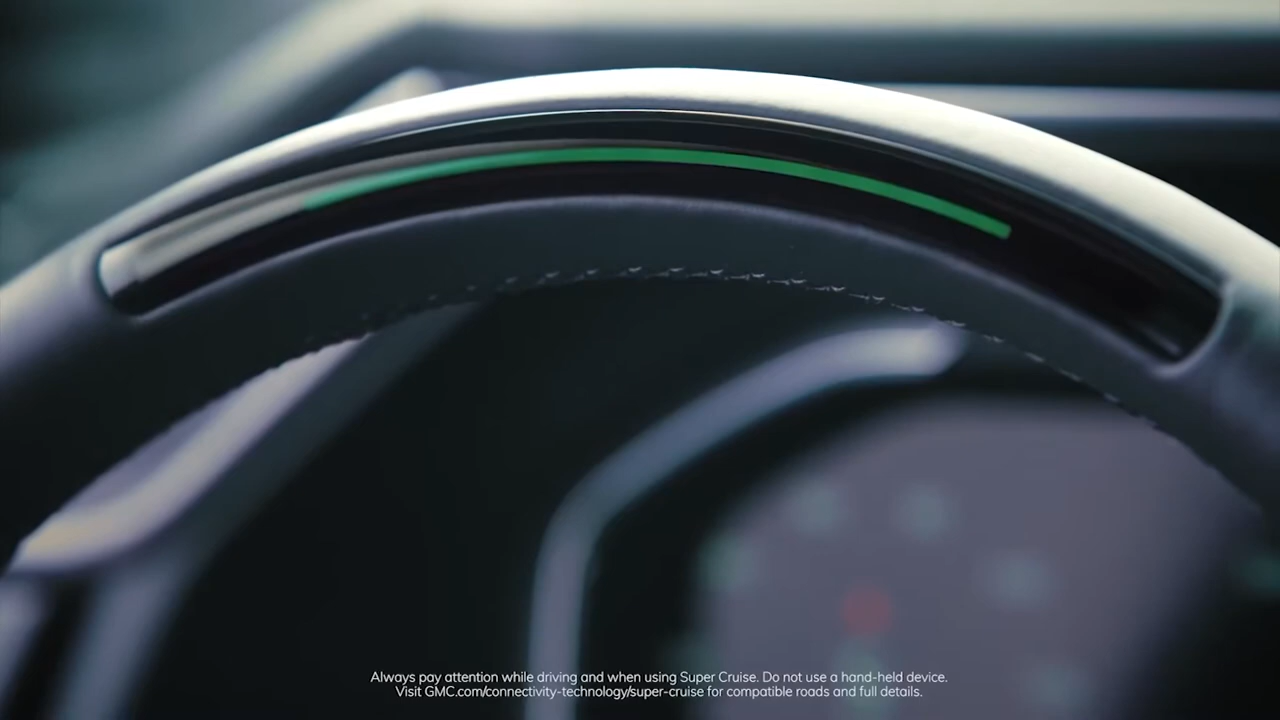 Always pay attention while driving and when using Super Cruise. Do not use a hand-held device.
Visit GMC.com/connectivity-technology/super-cruise for compatible roads and full details.